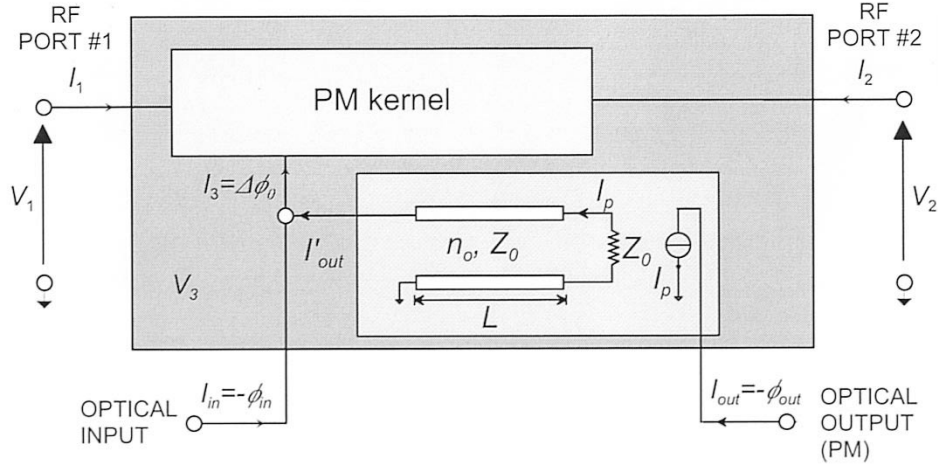 RF
PORT #1
RF
PORT #2
I₁
I₂
PM kernel
V₁
V₂
I₃=Δϕ₀
Iₚ
I'ₒᵤₜ
nₒ, Z₀
Z₀
Iₚ
V₃
L
Iᵢₙ=-ϕᵢₙ
Iₒᵤₜ=-ϕₒᵤₜ
OPTICAL
INPUT
OPTICAL
OUTPUT
(PM)